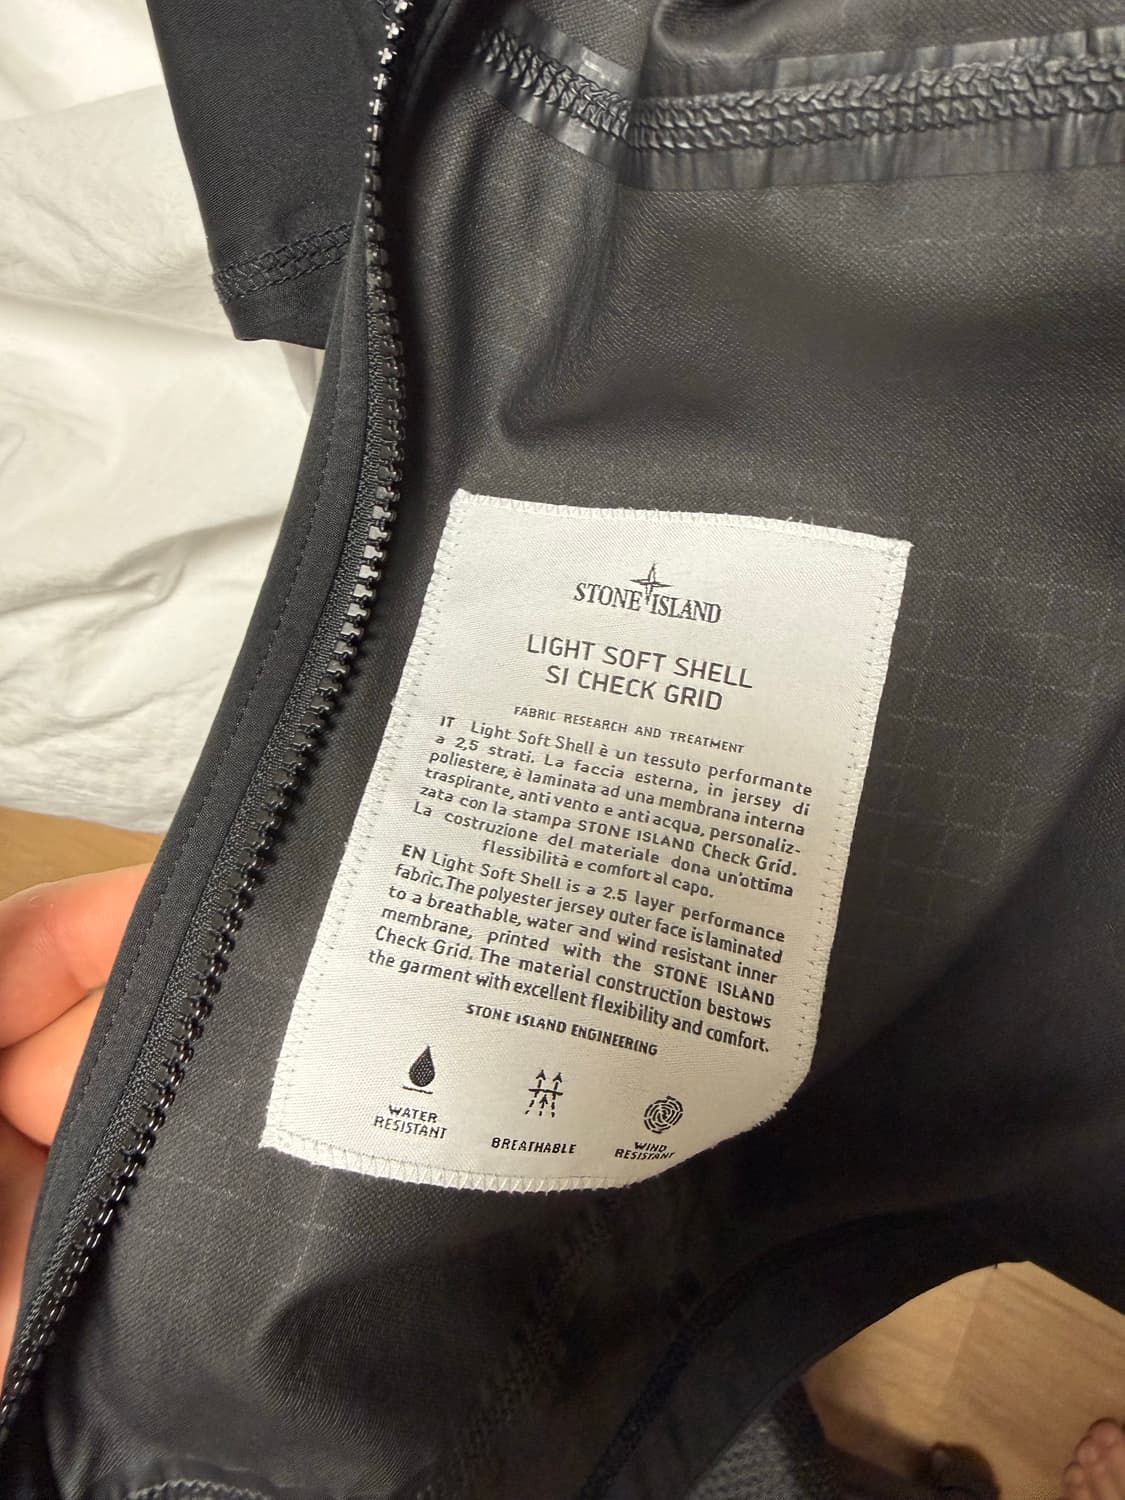 STONE ISLAND
LIGHT SOFT SHELL
SI CHECK GRID
FABRIC RESEARCH AND TREATMENT
IT Light Soft Shell è un tessuto performante
a 2,5 strati. La faccia esterna, in jersey di
poliestere, è laminata ad una membrana interna
traspirante, anti vento e anti acqua, personaliz-
zata con la stampa STONE ISLAND Check Grid.
La costruzione del materiale dona un'ottima
flessibilità e comfort al capo.
EN Light Soft Shell is a 2.5 layer performance
fabric. The polyester jersey outer face is laminated
to a breathable, water and wind resistant inner
membrane, printed with the STONE ISLAND
Check Grid. The material construction bestows
the garment with excellent flexibility and comfort.
STONE ISLAND ENGINEERING
WATER
RESISTANT
BREATHABLE
WIND
RESISTANT